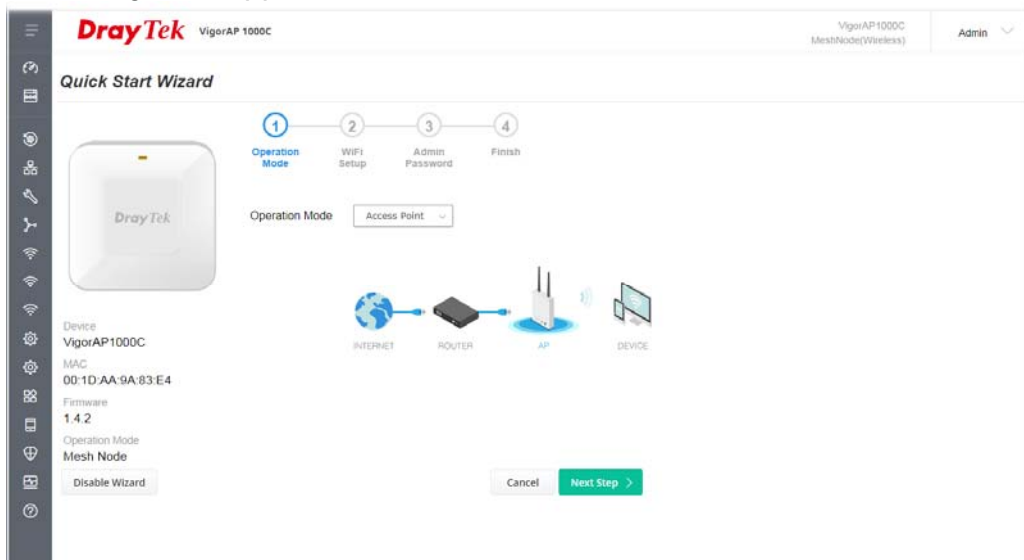 DrayTek VigorAP 1000C
VigorAP1000C
MeshNode(Wireless)
Admin
Quick Start Wizard
1 2 3 4
Operation Mode
WiFi Setup
Admin Password
Finish
DrayTek
Operation Mode Access Point
INTERNET ROUTER AP DEVICE
Device
VigorAP1000C
MAC
00:1D:AA:9A:83:E4
Firmware
1.4.2
Operation Mode
Mesh Node
Disable Wizard Cancel Next Step